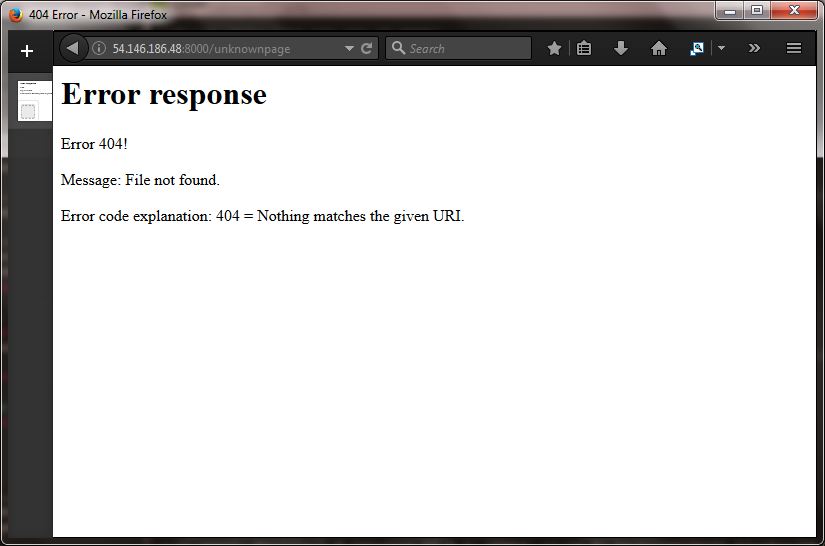 404 Error - Mozilla Firefox
54.146.186.48:8000/unknownpage
Search
Error response
Error 404!
Message: File not found.
Error code explanation: 404 = Nothing matches the given URI.